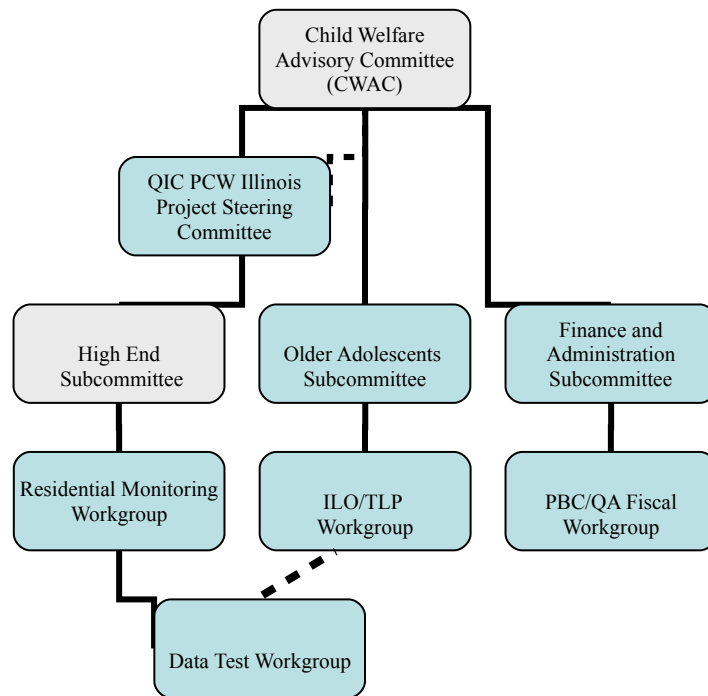 Child Welfare
Advisory Committee
(CWAC)
QIC PCW Illinois
Project Steering
Committee
High End
Subcommittee
Older Adolescents
Subcommittee
Finance and
Administration
Subcommittee
Residential Monitoring
Workgroup
ILO/TLP
Workgroup
PBC/QA Fiscal
Workgroup
Data Test Workgroup